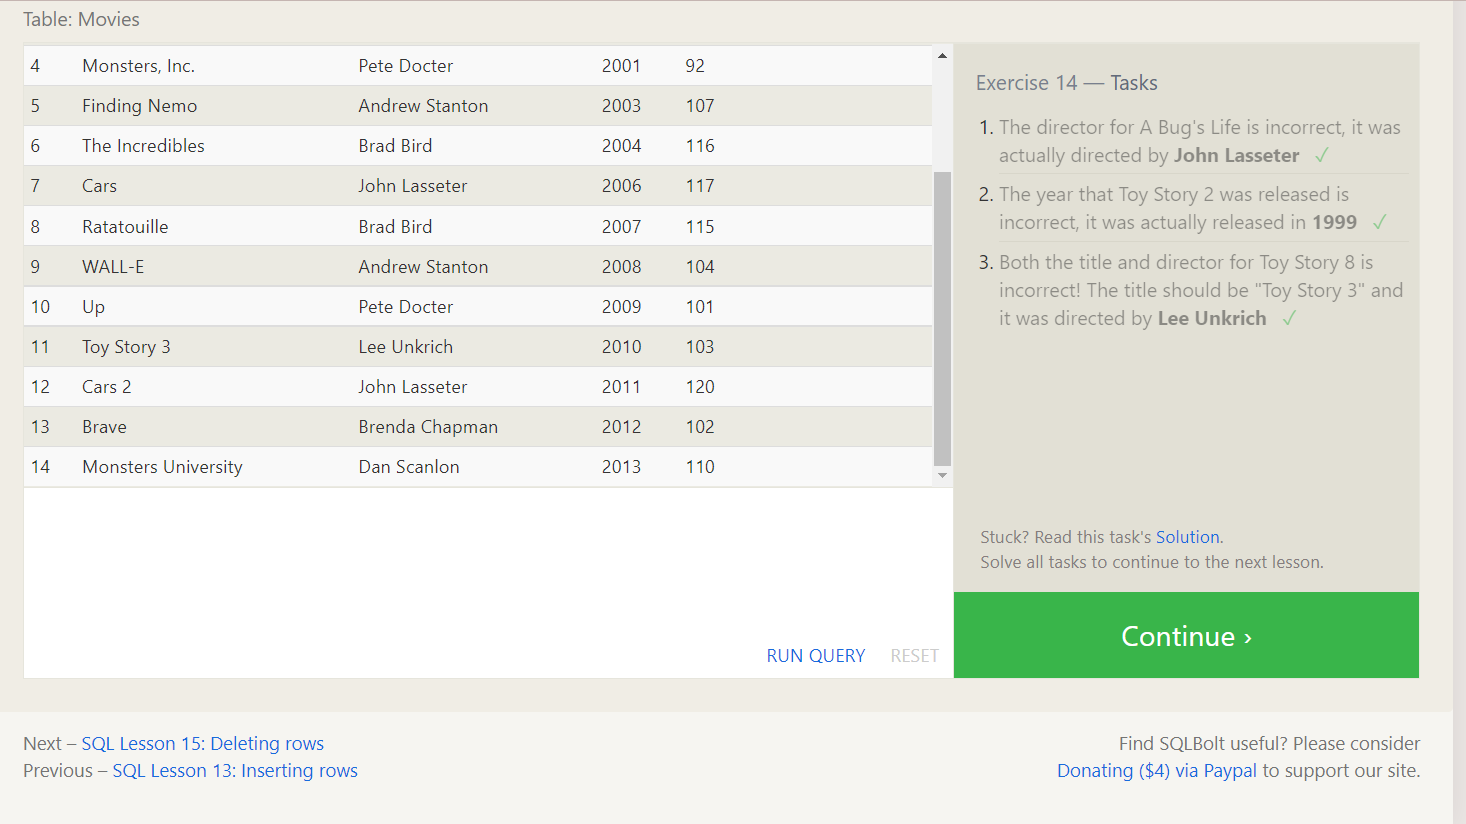 Table: Movies
4 Monsters, Inc. Pete Docter 2001 92
5 Finding Nemo Andrew Stanton 2003 107
6 The Incredibles Brad Bird 2004 116
7 Cars John Lasseter 2006 117
8 Ratatouille Brad Bird 2007 115
9 WALL-E Andrew Stanton 2008 104
10 Up Pete Docter 2009 101
11 Toy Story 3 Lee Unkrich 2010 103
12 Cars 2 John Lasseter 2011 120
13 Brave Brenda Chapman 2012 102
14 Monsters University Dan Scanlon 2013 110
RUN QUERY RESET
Exercise 14 — Tasks
1. The director for A Bug's Life is incorrect, it was
actually directed by John Lasseter ✓
2. The year that Toy Story 2 was released is
incorrect, it was actually released in 1999 ✓
3. Both the title and director for Toy Story 8 is
incorrect! The title should be "Toy Story 3" and
it was directed by Lee Unkrich ✓
Stuck? Read this task's Solution.
Solve all tasks to continue to the next lesson.
Continue ›
Next – SQL Lesson 15: Deleting rows
Previous – SQL Lesson 13: Inserting rows
Find SQLBolt useful? Please consider
Donating ($4) via Paypal to support our site.